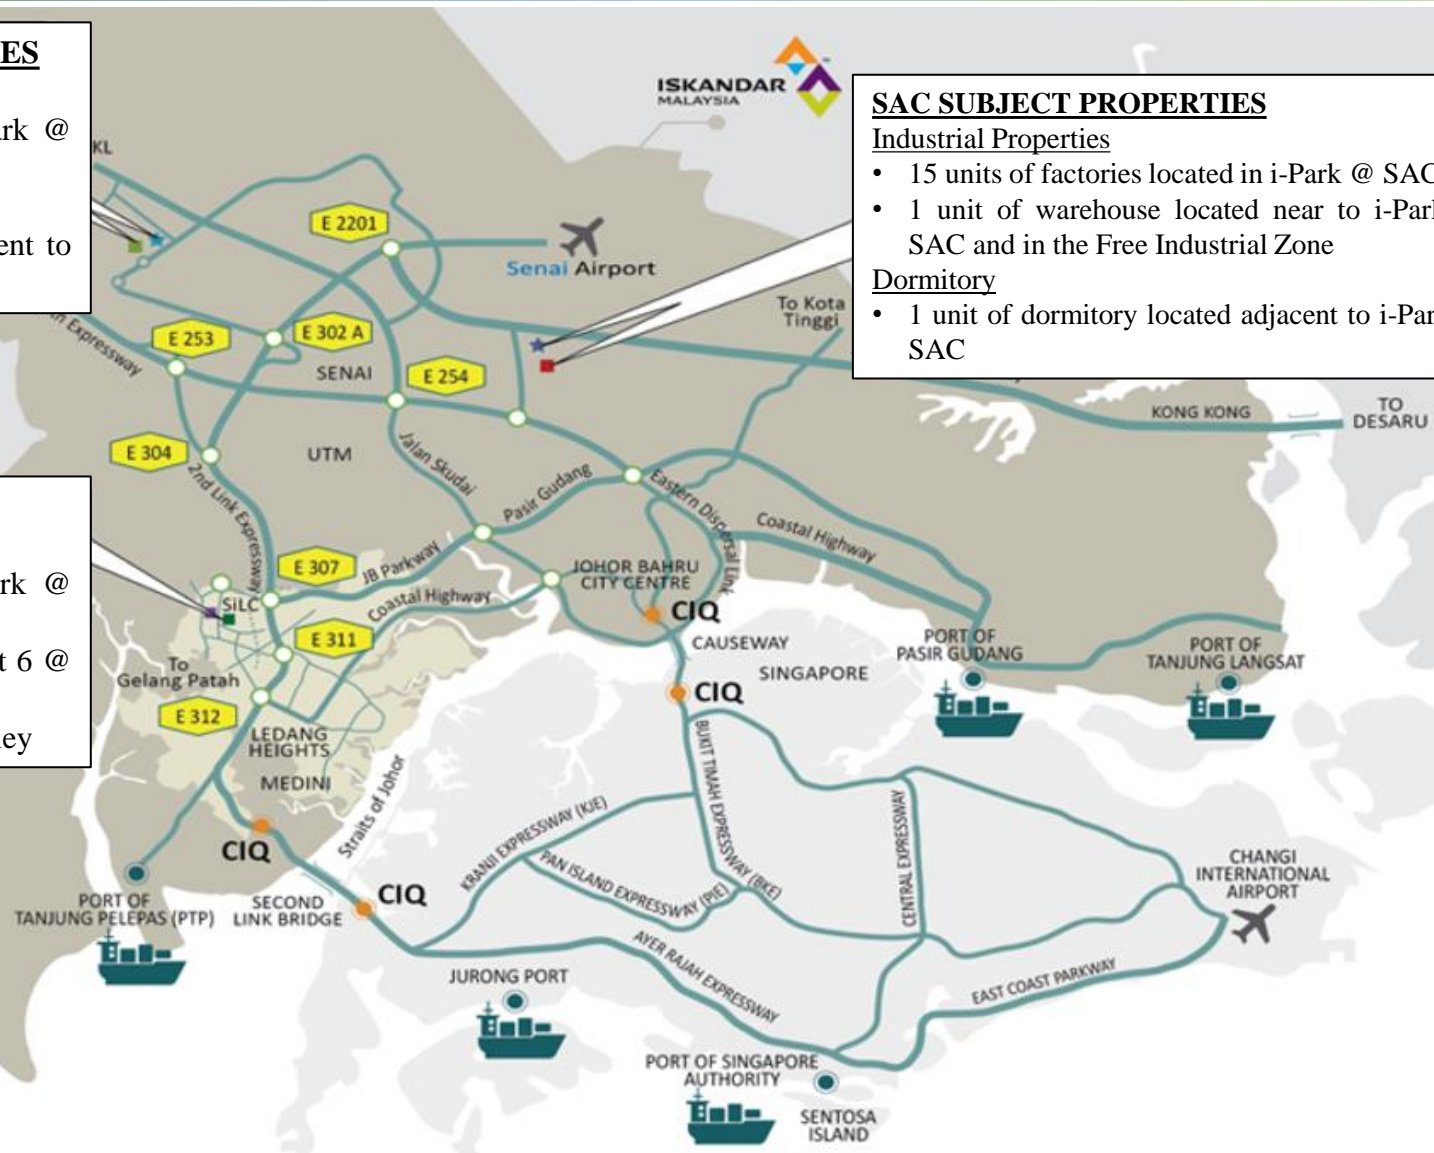 ES
ark @
ent to
ISKANDAR
MALAYSIA
SAC SUBJECT PROPERTIES
Industrial Properties
• 15 units of factories located in i-Park @ SAC
• 1 unit of warehouse located near to i-Park
SAC and in the Free Industrial Zone
Dormitory
• 1 unit of dormitory located adjacent to i-Par
SAC
KL
E 2201
Senai Airport
To Kota
Tinggi
Expressway
E 253
E 302 A
SENAI
E 254
KONG KONG
TO
DESARU
E 304
UTM
Jalan Skudai
2nd Link Expressway
Pasir Gudang
Eastern Dispersal Link
Coastal Highway
ark @
t 6 @
ey
E 307
JB Parkway
JOHOR BAHRU
CITY CENTRE
SiLC
Coastal Highway
CIQ
E 311
CAUSEWAY
PORT OF
PASIR GUDANG
PORT OF
TANJUNG LANGSAT
To
Gelang Patah
SINGAPORE
CIQ
E 312
LEDANG
HEIGHTS
MEDINI
Straits of Johor
BUKIT TIMAH EXPRESSWAY (BKE)
KRANJI EXPRESSWAY (KJE)
CENTRAL EXPRESSWAY
CIQ
PAN ISLAND EXPRESSWAY (PIE)
CHANGI
INTERNATIONAL
AIRPORT
PORT OF
TANJUNG PELEPAS (PTP)
SECOND
LINK BRIDGE
CIQ
AYER RAJAH EXPRESSWAY
JURONG PORT
EAST COAST PARKWAY
PORT OF SINGAPORE
AUTHORITY
SENTOSA
ISLAND